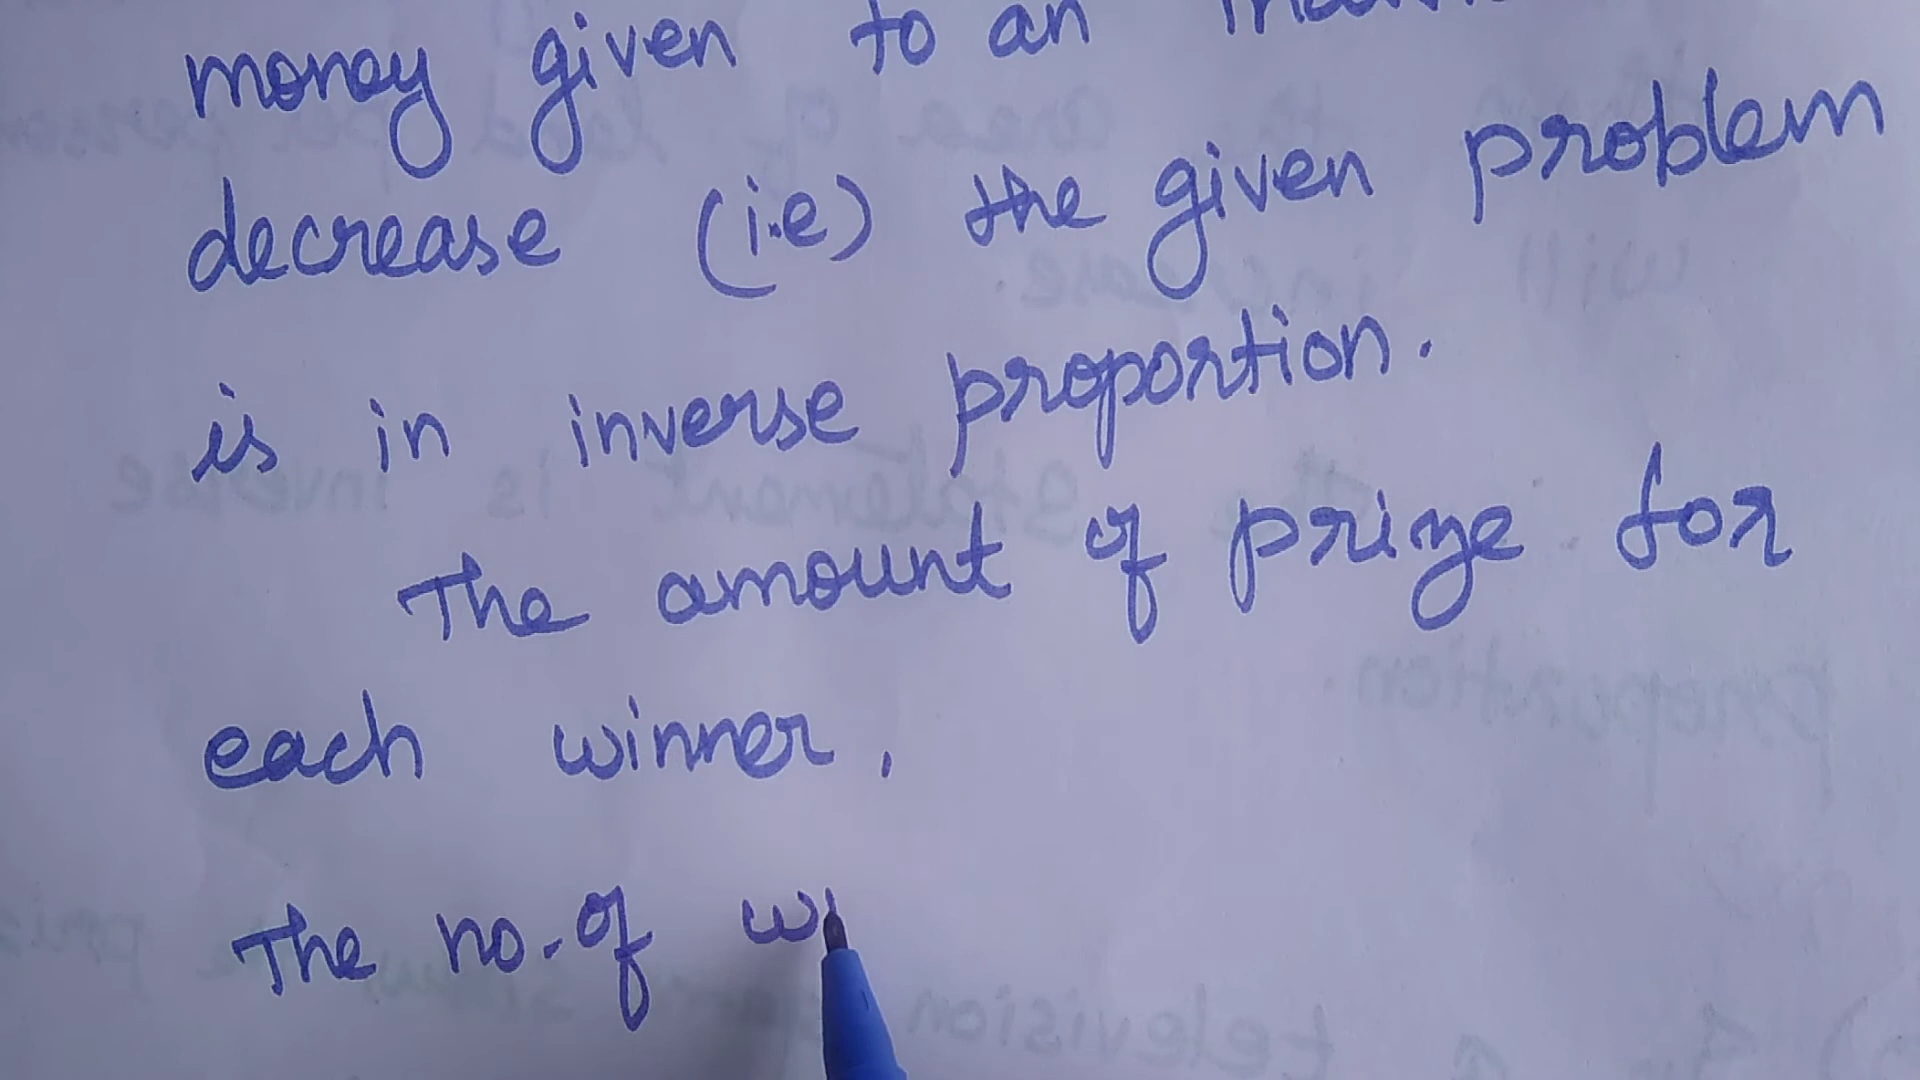 money given to an
decrease (i.e) the given problem
is in inverse proportion.
The amount of prize for
each winner.
The no. of wi